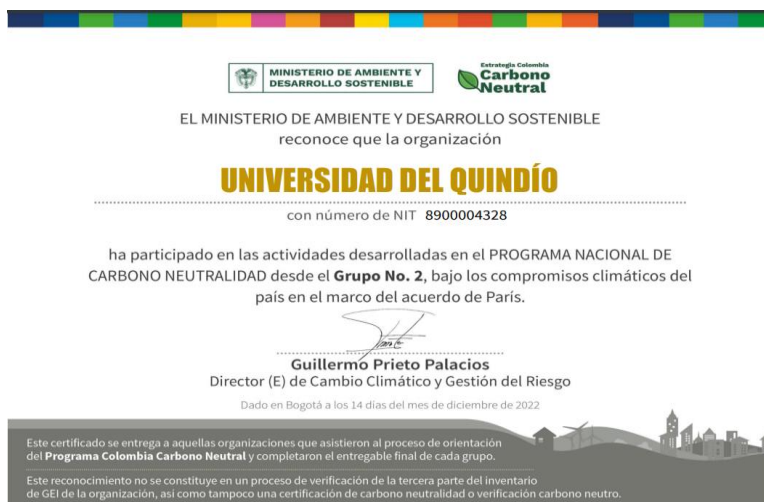 MINISTERIO DE AMBIENTE Y
DESARROLLO SOSTENIBLE
Estrategia Colombia
Carbono
Neutral
EL MINISTERIO DE AMBIENTE Y DESARROLLO SOSTENIBLE
reconoce que la organización
UNIVERSIDAD DEL QUINDÍO
con número de NIT 8900004328
ha participado en las actividades desarrolladas en el PROGRAMA NACIONAL DE
CARBONO NEUTRALIDAD desde el Grupo No. 2, bajo los compromisos climáticos del
país en el marco del acuerdo de París.
Guillermo Prieto Palacios
Director (E) de Cambio Climático y Gestión del Riesgo
Dado en Bogotá a los 14 dias del mes de diciembre de 2022
Este certificado se entrega a aquellas organizaciones que asistieron al proceso de orientación
del Programa Colombia Carbono Neutral y completaron el entregable final de cada grupo.
Este reconocimiento no se constituye en un proceso de verificación de la tercera parte del inventario
de GEI de la organización, asi como tampoco una certificación de carbono neutralidad o verificación carbono neutro.